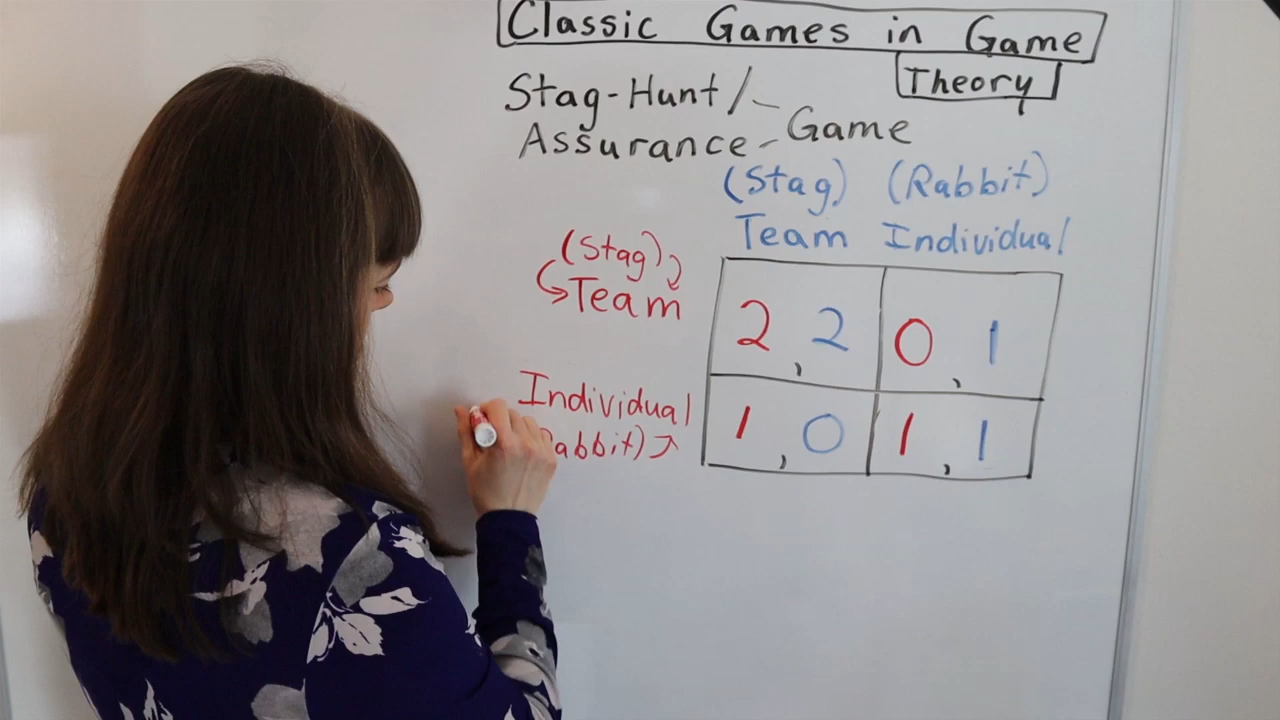 Classic Games in Game
Theory
Stag-Hunt /
Assurance - Game
(Stag) (Rabbit)
Team Individual
(Stag)
Team
2, 2 0, 1
Individual
abbit)
1, 0 1, 1